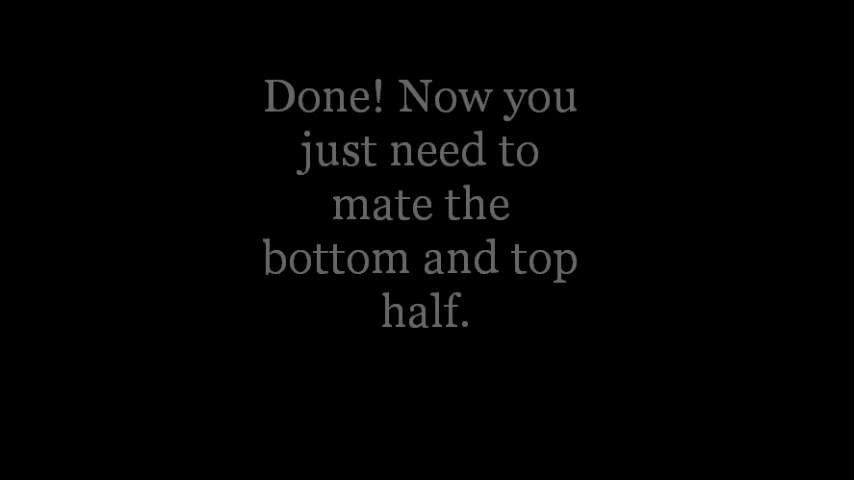 Done! Now you
just need to
mate the
bottom and top
half.